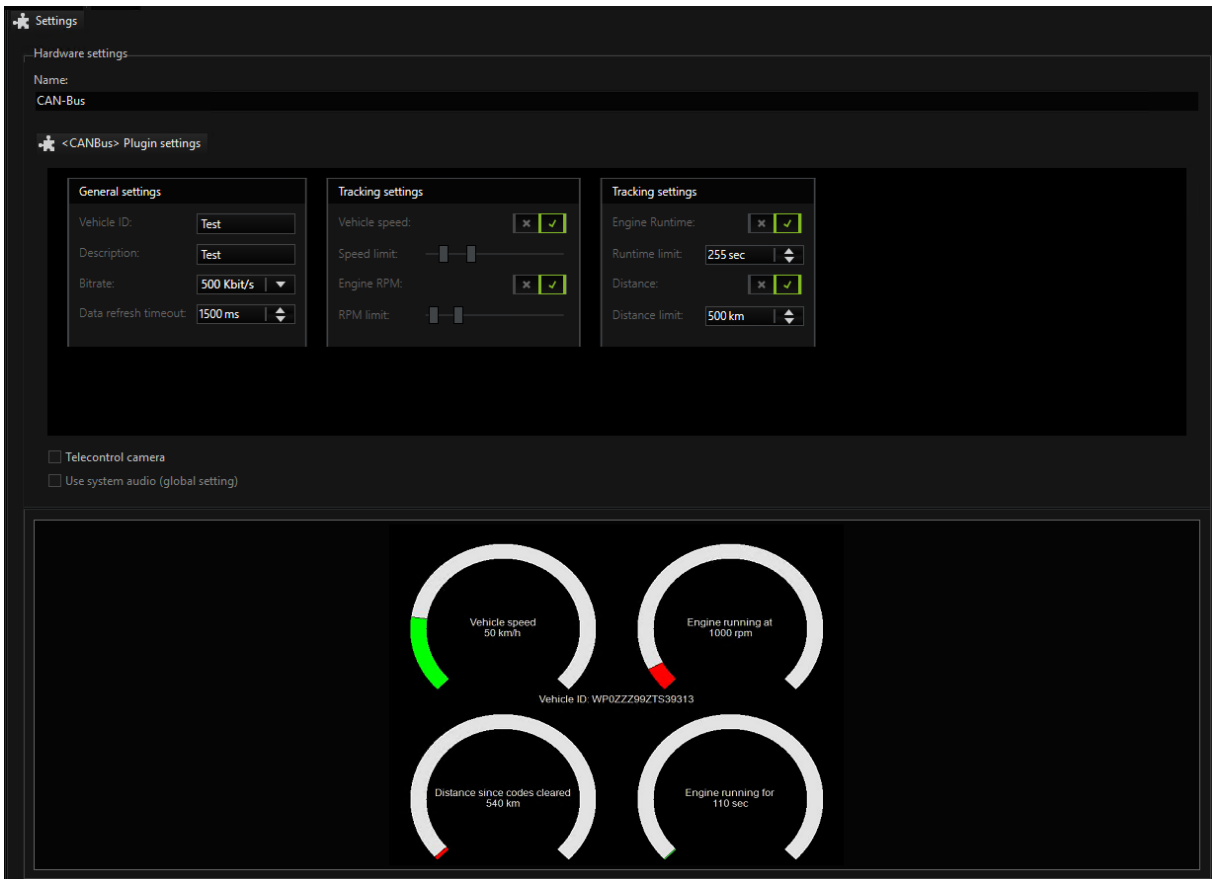 Settings
Hardware settings
Name:
CAN-Bus
<CANBus> Plugin settings
General settings
Vehicle ID: Test
Description: Test
Bitrate: 500 Kbit/s
Data refresh timeout: 1500 ms
Tracking settings
Vehicle speed:
Speed limit:
Engine RPM:
RPM limit:
Tracking settings
Engine Runtime:
Runtime limit: 255 sec
Distance:
Distance limit: 500 km
Telecontrol camera
Use system audio (global setting)
Vehicle speed
50 km/h
Engine running at
1000 rpm
Vehicle ID: WP0ZZZ99ZTS39313
Distance since codes cleared
540 km
Engine running for
110 sec